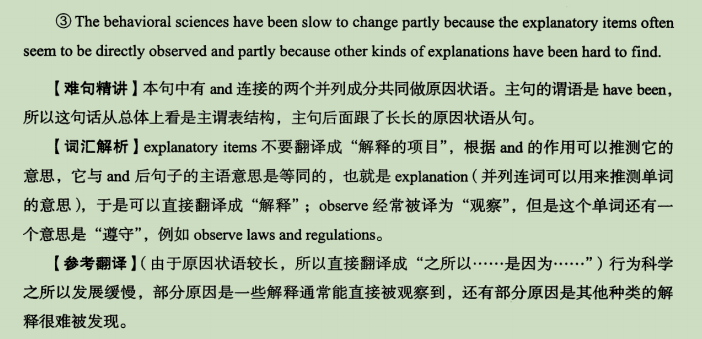 ③ The behavioral sciences have been slow to change partly because the explanatory items often
seem to be directly observed and partly because other kinds of explanations have been hard to find.
【难句精讲】本句中有 and 连接的两个并列成分共同做原因状语。主句的谓语是 have been，
所以这句话从总体上看是主谓表结构，主句后面跟了长长的原因状语从句。
【词汇解析】explanatory items 不要翻译成“解释的项目”，根据 and 的作用可以推测它的
意思，它与 and 后句子的主语意思是等同的，也就是 explanation（并列连词可以用来推测单词
的意思），于是可以直接翻译成“解释”；observe 经常被译为“观察”，但是这个单词还有一
个意思是“遵守”，例如 observe laws and regulations。
【参考翻译】（由于原因状语较长，所以直接翻译成“之所以……是因为……”）行为科学
之所以发展缓慢，部分原因是一些解释通常能直接被观察到，还有部分原因是其他种类的解
释很难被发现。